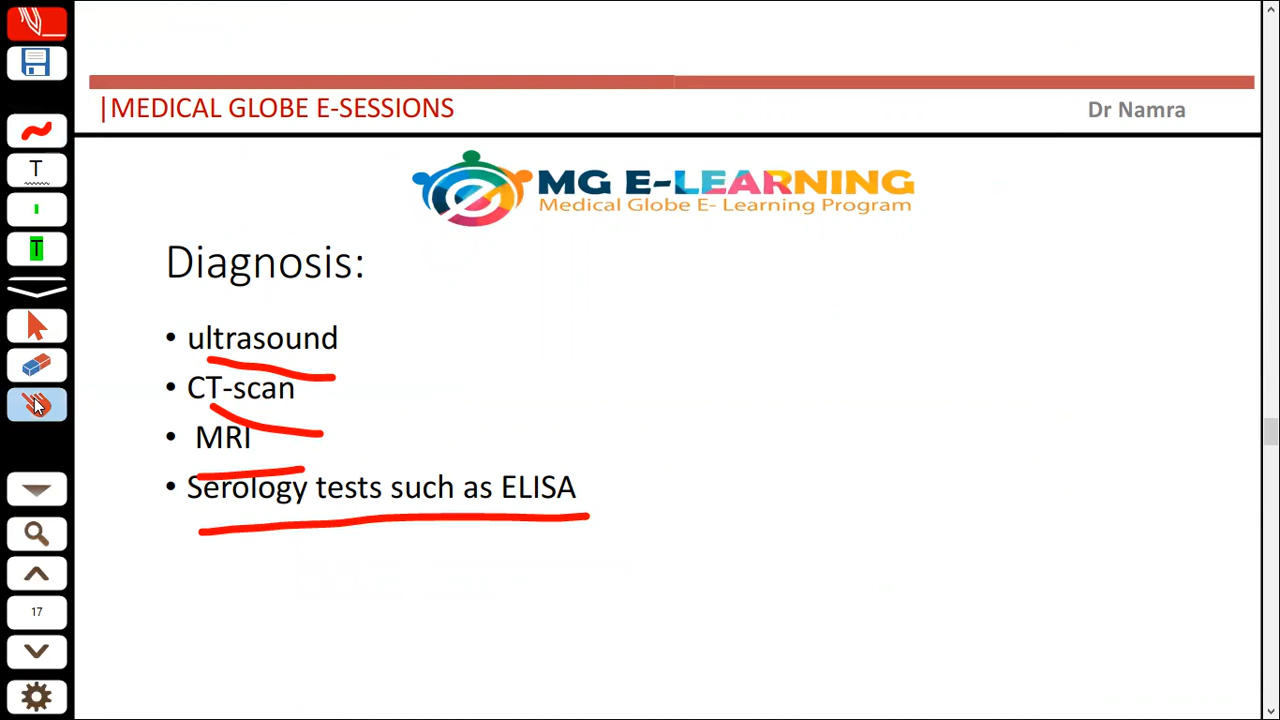 |MEDICAL GLOBE E-SESSIONS
Dr Namra
MG E-LEARNING
Medical Globe E- Learning Program
Diagnosis:
• ultrasound
• CT-scan
• MRI
• Serology tests such as ELISA
T
T
17